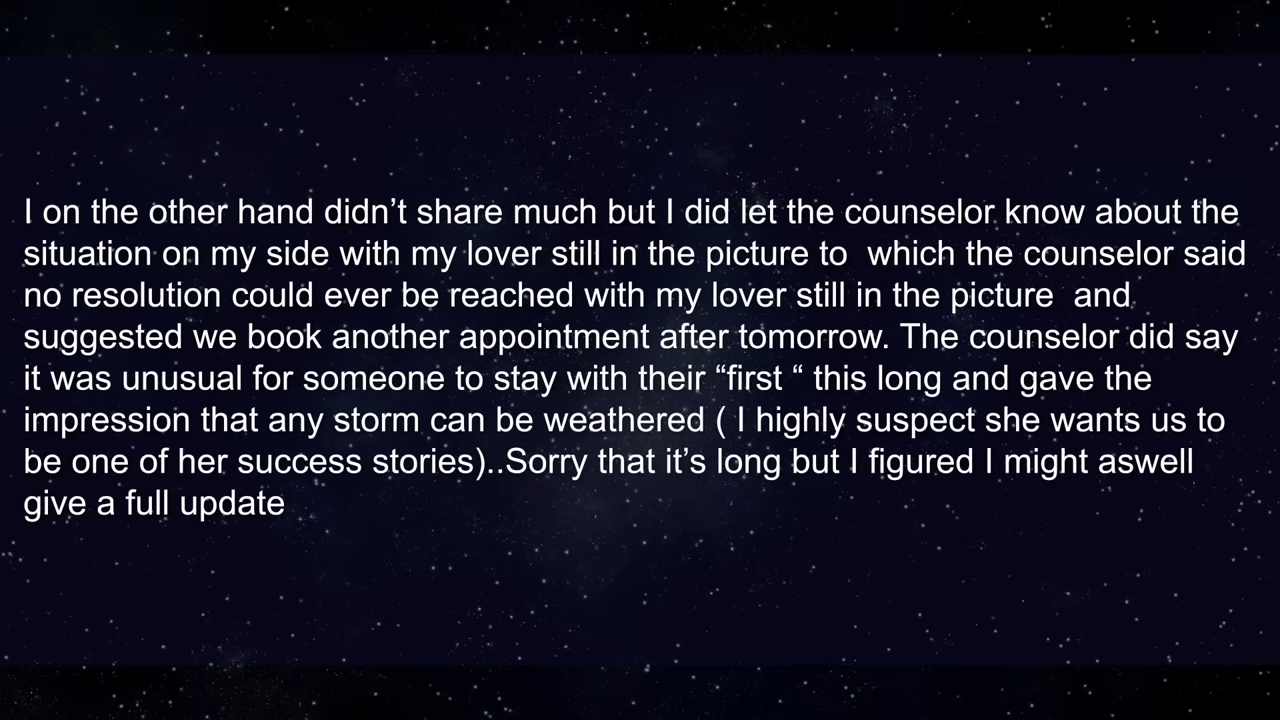 I on the other hand didn’t share much but I did let the counselor know about the
situation on my side with my lover still in the picture to  which the counselor said
no resolution could ever be reached with my lover still in the picture  and
suggested we book another appointment after tomorrow. The counselor did say
it was unusual for someone to stay with their “first “ this long and gave the
impression that any storm can be weathered ( I highly suspect she wants us to
be one of her success stories)..Sorry that it’s long but I figured I might aswell
give a full update